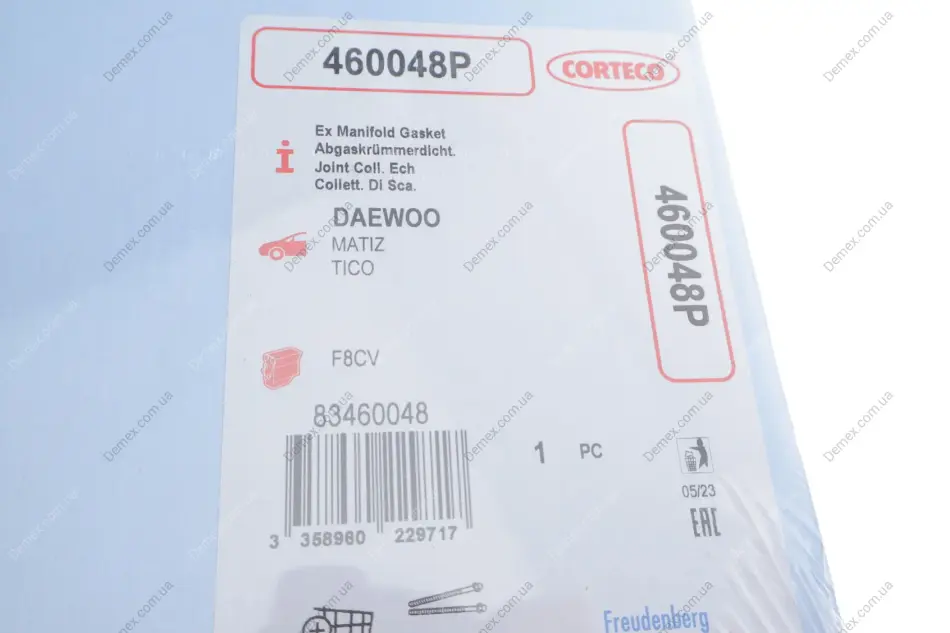 460048P
CORTECO
Ex Manifold Gasket
Abgaskrümmerdicht.
Joint Coll. Ech
Collett. Di Sca.
DAEWOO
MATIZ
TICO
460048P
F8CV
83460048
1 PC
05/23
EAC
3 358960 229717
Freudenberg
Demex.com.ua